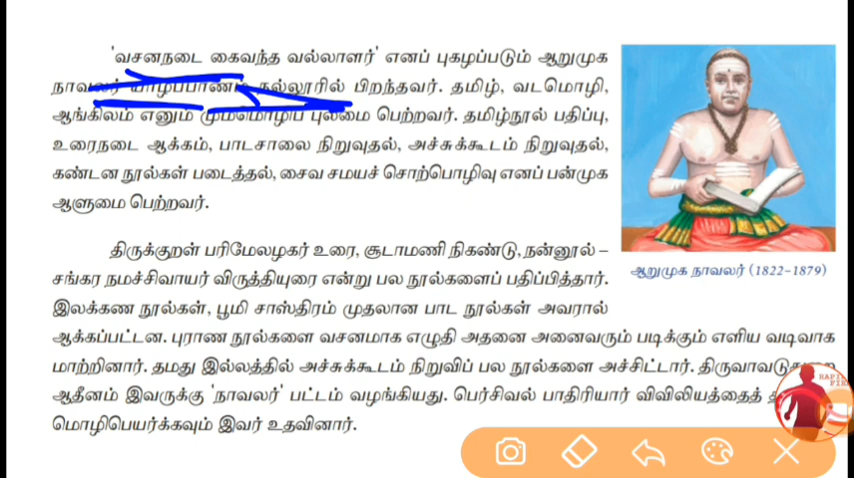 'வசனநடை கைவந்த வல்லாளர்' எனப் புகழப்படும் ஆறுமுக
நாவலர் யாழ்ப்பாணம் நல்லூரில் பிறந்தவர். தமிழ், வடமொழி,
ஆங்கிலம் எனும் மும்மொழிப் புலமை பெற்றவர். தமிழ்நூல் பதிப்பு,
உரைநடை ஆக்கம், பாடசாலை நிறுவுதல், அச்சுக்கூடம் நிறுவுதல்,
கண்டன நூல்கள் படைத்தல், சைவ சமயச் சொற்பொழிவு எனப் பன்முக
ஆளுமை பெற்றவர்.
திருக்குறள் பரிமேலழகர் உரை, சூடாமணி நிகண்டு, நன்னூல் –
சங்கர நமச்சிவாயர் விருத்தியுரை என்று பல நூல்களைப் பதிப்பித்தார்.
இலக்கண நூல்கள், பூமி சாஸ்திரம் முதலான பாட நூல்கள் அவரால்
ஆக்கப்பட்டன. புராண நூல்களை வசனமாக எழுதி அதனை அனைவரும் படிக்கும் எளிய வடிவாக
மாற்றினார். தமது இல்லத்தில் அச்சுக்கூடம் நிறுவிப் பல நூல்களை அச்சிட்டார். திருவாவடுதுறை
ஆதீனம் இவருக்கு 'நாவலர்' பட்டம் வழங்கியது. பெர்சிவல் பாதிரியார் விவிலியத்தைத்
மொழிபெயர்க்கவும் இவர் உதவினார்.
ஆறுமுக நாவலர் (1822-1879)